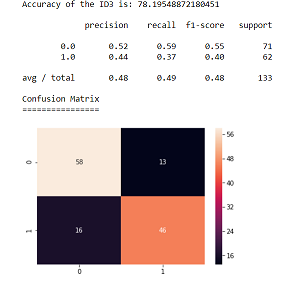 Accuracy of the ID3 is: 78.19548872180451
precision recall f1-score support
0.0 0.52 0.59 0.55 71
1.0 0.44 0.37 0.40 62
avg / total 0.48 0.49 0.48 133
Confusion Matrix
================
56
0 58 13
48
40
32
1 16 46
24
16
0 1